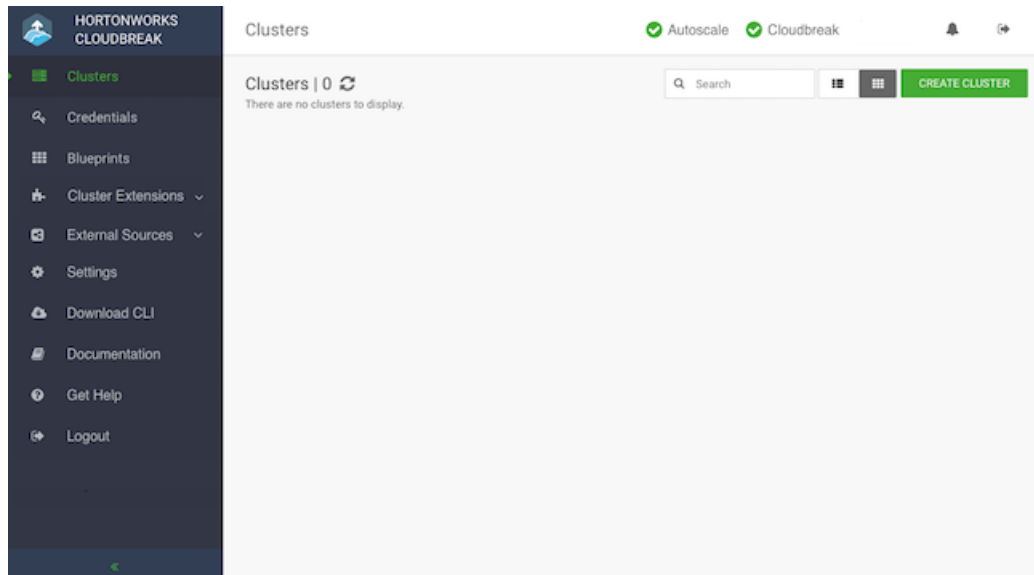 HORTONWORKS
CLOUDBREAK
Clusters
Credentials
Blueprints
Cluster Extensions
External Sources
Settings
Download CLI
Documentation
Get Help
Logout
Clusters
Autoscale
Cloudbreak
Clusters | 0
There are no clusters to display.
Search
CREATE CLUSTER